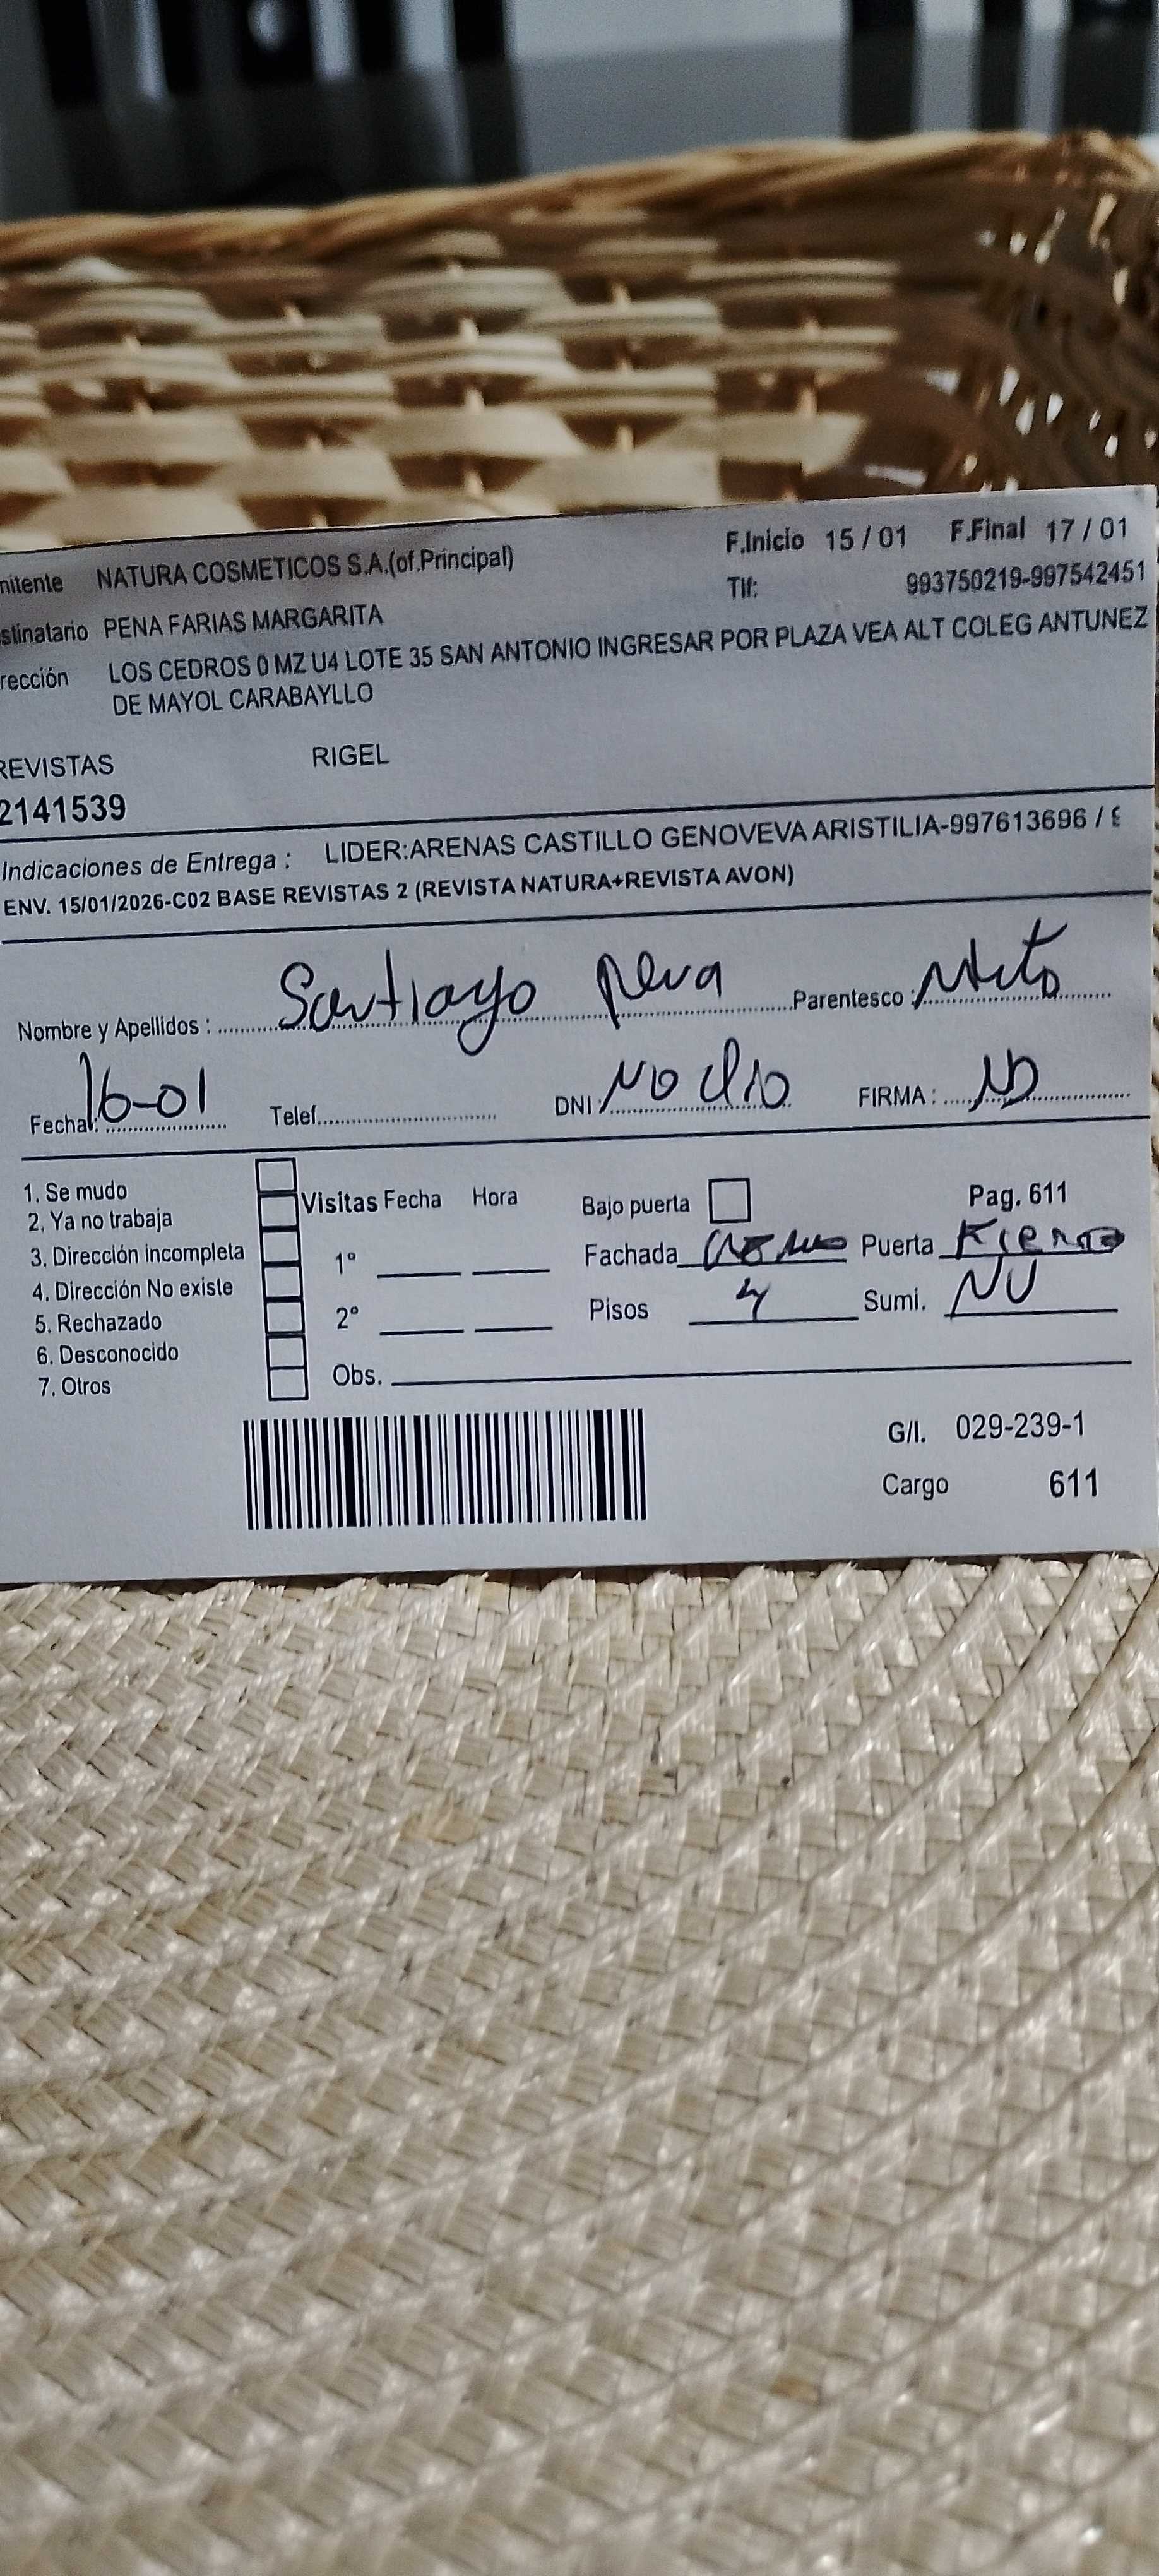 nitente NATURA COSMETICOS S.A.(of.Principal) F.Inicio 15 / 01 F.Final 17 / 01
Tlf: 993750219-997542451
stinatario PENA FARIAS MARGARITA
rección LOS CEDROS 0 MZ U4 LOTE 35 SAN ANTONIO INGRESAR POR PLAZA VEA ALT COLEG ANTUNEZ
DE MAYOL CARABAYLLO
REVISTAS RIGEL
2141539
Indicaciones de Entrega : LIDER:ARENAS CASTILLO GENOVEVA ARISTILIA-997613696 /
ENV. 15/01/2026-C02 BASE REVISTAS 2 (REVISTA NATURA+REVISTA AVON)
Nombre y Apellidos : Santiago Pena Parentesco : Nieto
Fecha: 16-01 Telef. DNI: NO dio FIRMA :
1. Se mudo
2. Ya no trabaja
3. Dirección incompleta
4. Dirección No existe
5. Rechazado
6. Desconocido
7. Otros
Visitas Fecha Hora
1°
2°
Obs.
Bajo puerta Pag. 611
Fachada Puerta
Pisos 4 Sumi.
G/I. 029-239-1
Cargo 611